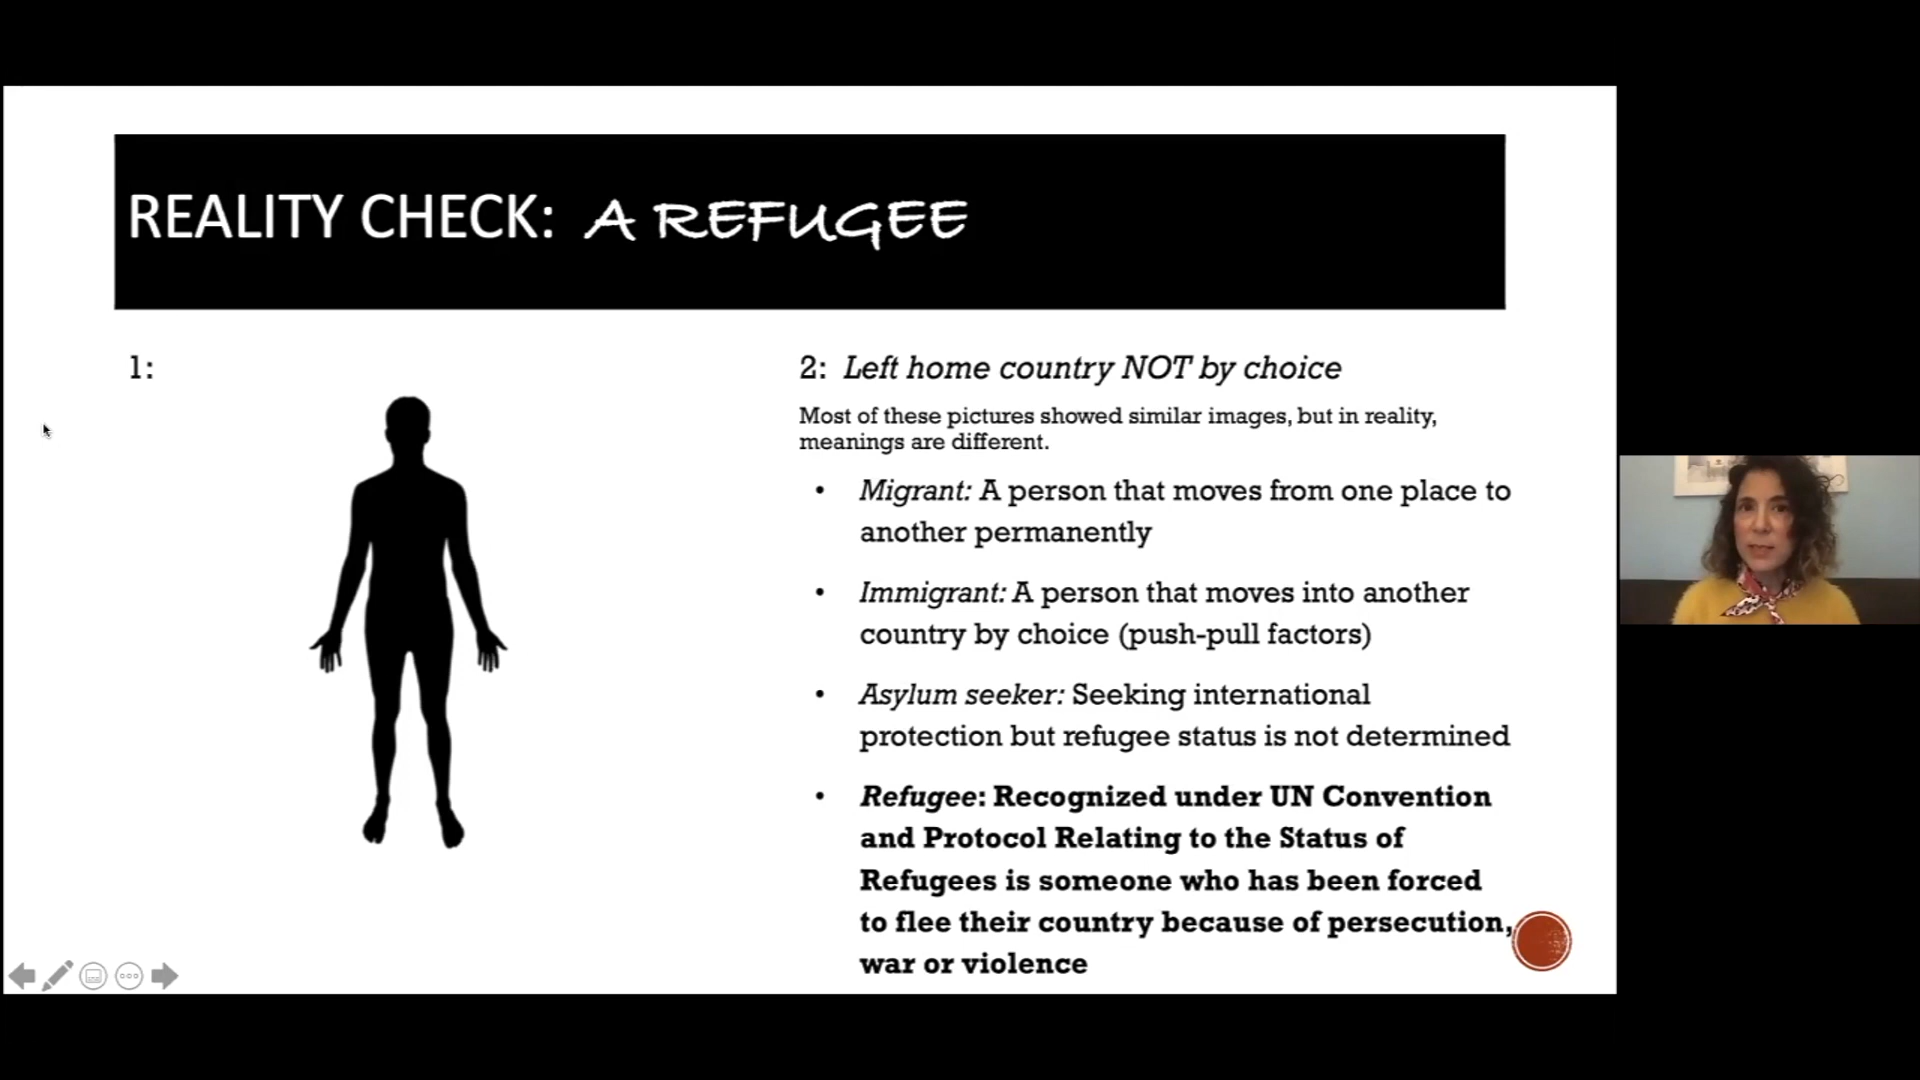 REALITY CHECK: A REFUGEE
1:
2: Left home country NOT by choice
Most of these pictures showed similar images, but in reality,
meanings are different.
• Migrant: A person that moves from one place to
another permanently
• Immigrant: A person that moves into another
country by choice (push-pull factors)
• Asylum seeker: Seeking international
protection but refugee status is not determined
• Refugee: Recognized under UN Convention
and Protocol Relating to the Status of
Refugees is someone who has been forced
to flee their country because of persecution,
war or violence